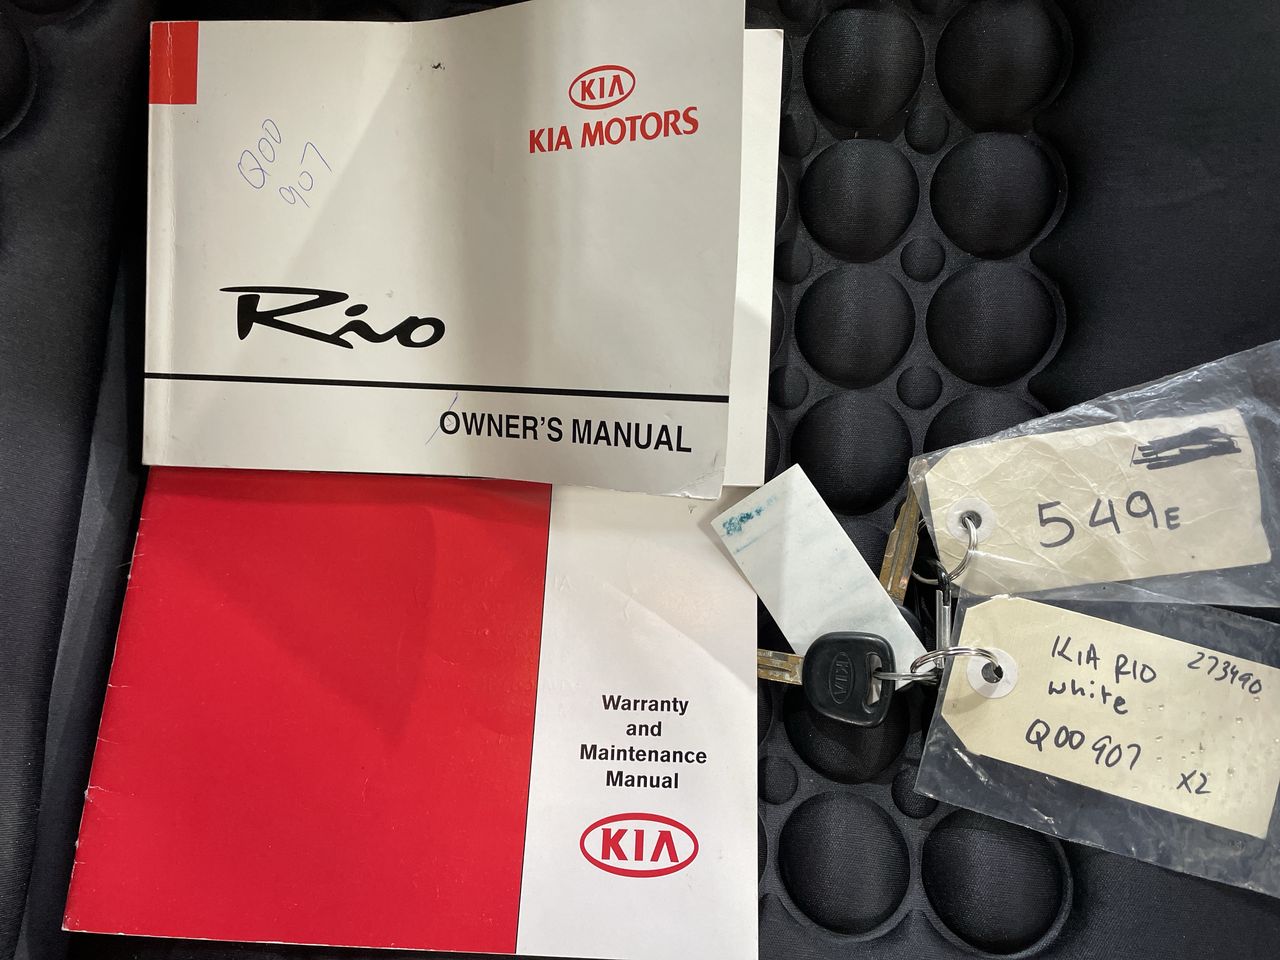 KIA
KIA MOTORS
Q00
907
Rio
OWNER'S MANUAL
Warranty
and
Maintenance
Manual
KIA
KIA
549E
KIA RIO 273490
white
Q00907 X2